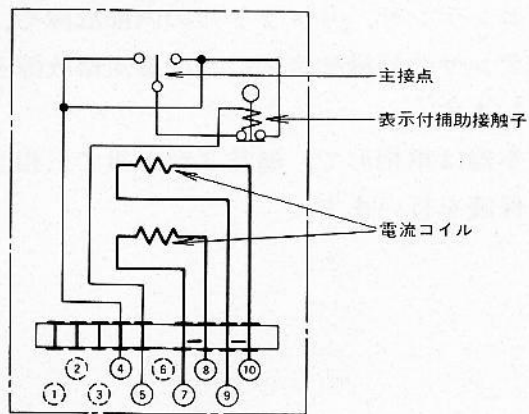 主接点
表示付補助接触子
電流コイル
② ④ ⑥ ⑧ ⑩
① ③ ⑤ ⑦ ⑨